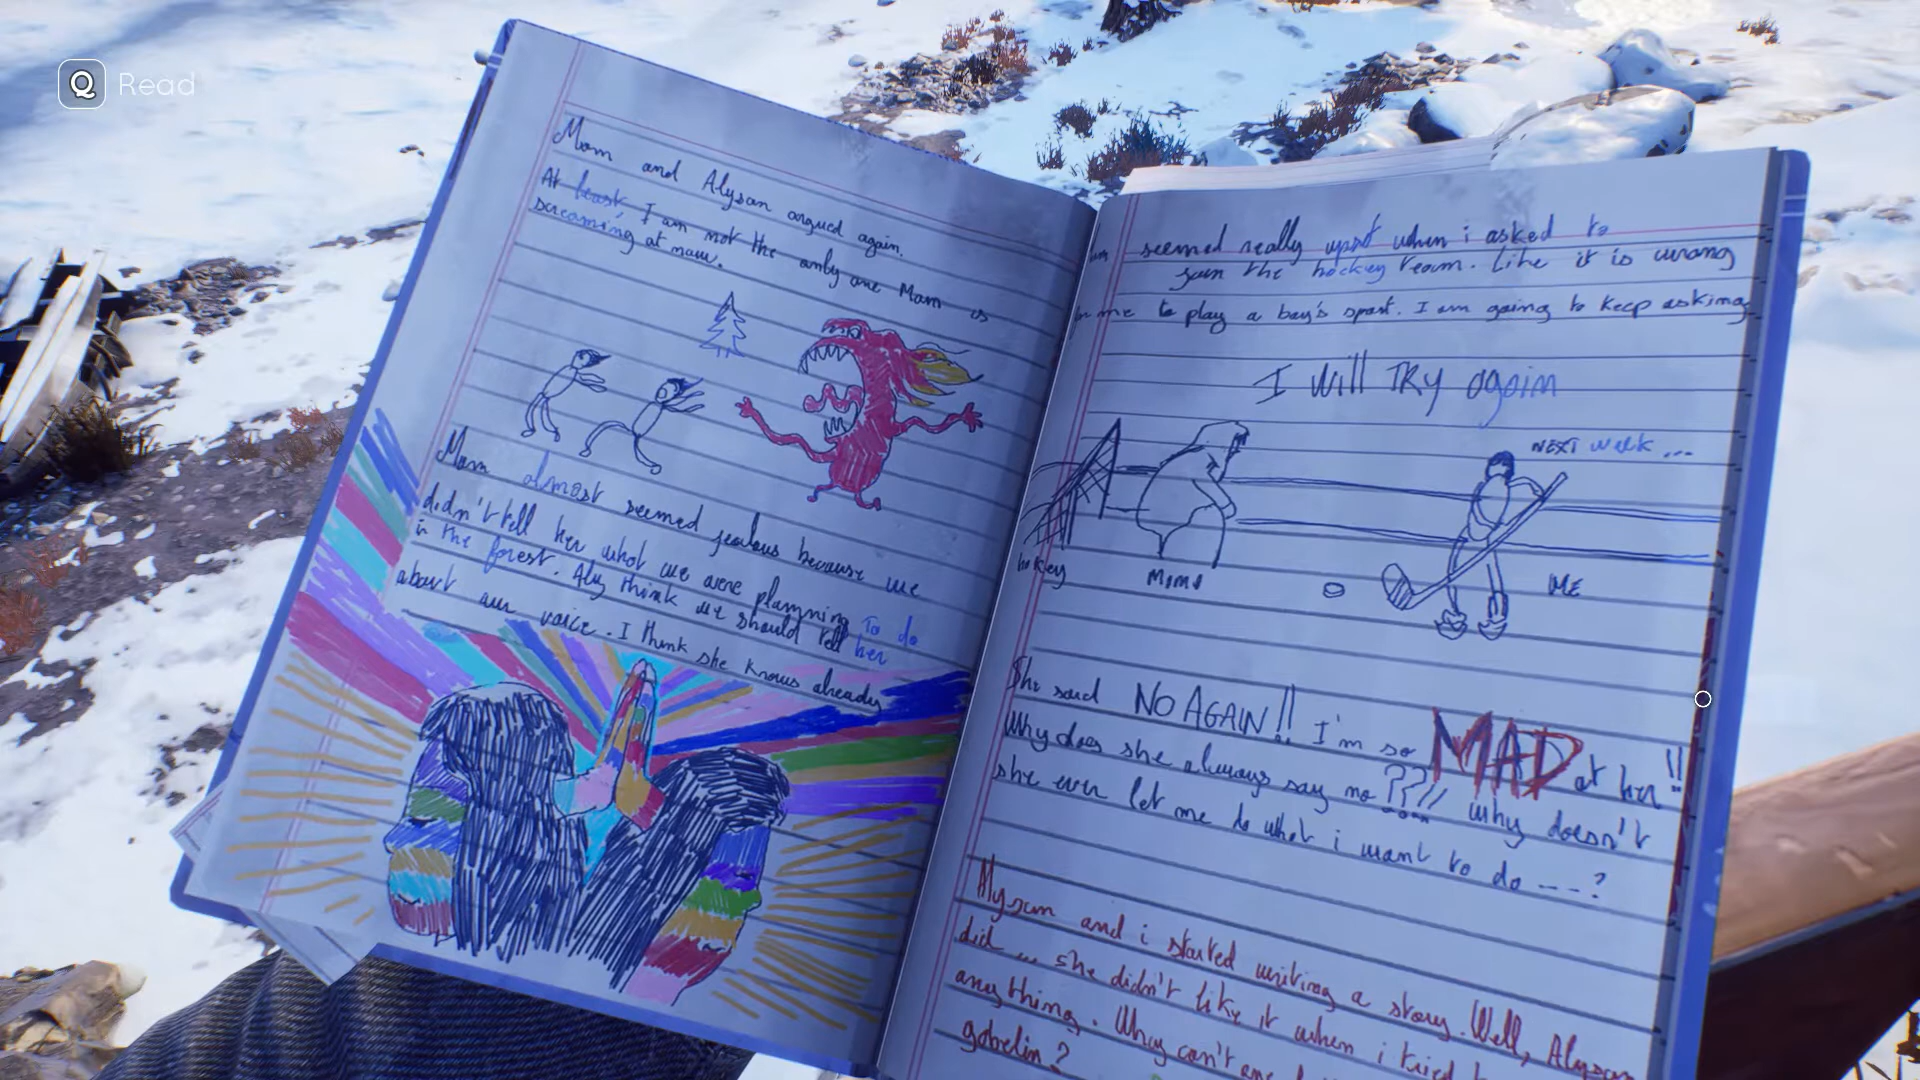 Q Read
Mom and Alyson argued again.
At least I am not the only one Mom is
screaming at mum.
Mom almost seemed jealous because we
didn't tell her what we were planning to do
in the forest. Aly think we should tell her
about our voice. I think she knows already
seemed really upset when i asked to
join the hockey team. Like it is wrong
me to play a boy's sport. I am going to keep asking
I will TRY again
NEXT week ...
hockey
Moms
ME
She said NO AGAIN!! I'm so MAD at her!!
Why does she always say no ??!! Why doesn't
she ever let me do what i want to do ---?
Alyson and i started writing a story. Well, Alyson
did ... she didn't like it when i tried
anything. Why can't one
gobelin?